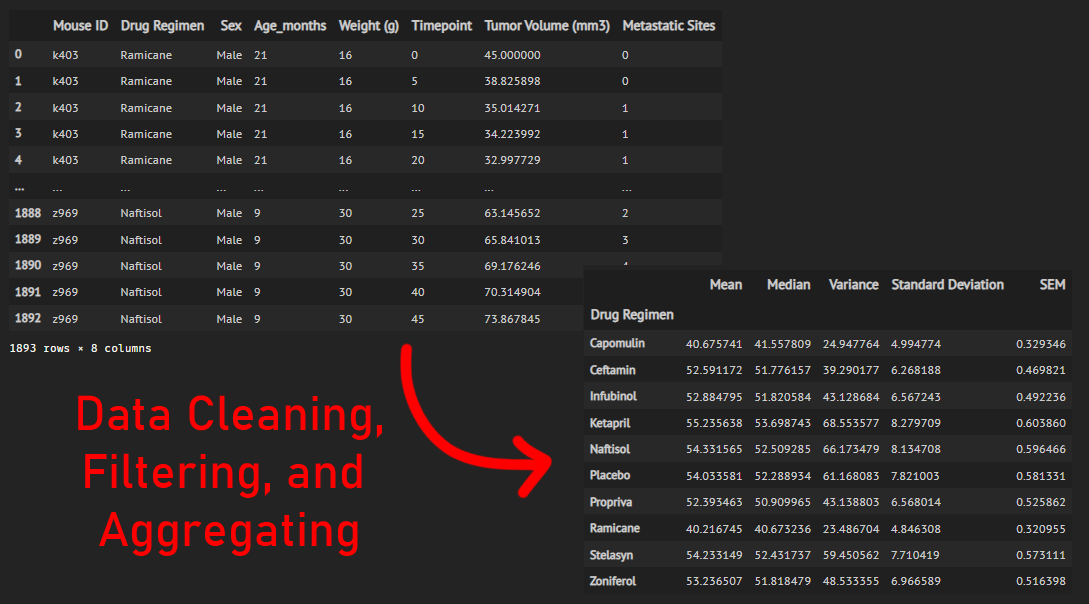 Mouse ID Drug Regimen Sex Age_months Weight (g) Timepoint Tumor Volume (mm3) Metastatic Sites
0 k403 Ramicane Male 21 16 0 45.000000 0
1 k403 Ramicane Male 21 16 5 38.825898 0
2 k403 Ramicane Male 21 16 10 35.014271 1
3 k403 Ramicane Male 21 16 15 34.223992 1
4 k403 Ramicane Male 21 16 20 32.997729 1
... ... ... ... ... ... ... ... ...
1888 z969 Naftisol Male 9 30 25 63.145652 2
1889 z969 Naftisol Male 9 30 30 65.841013 3
1890 z969 Naftisol Male 9 30 35 69.176246
1891 z969 Naftisol Male 9 30 40 70.314904
1892 z969 Naftisol Male 9 30 45 73.867845
1893 rows × 8 columns
Data Cleaning,
Filtering, and
Aggregating
Mean Median Variance Standard Deviation SEM
Drug Regimen
Capomulin 40.675741 41.557809 24.947764 4.994774 0.329346
Ceftamin 52.591172 51.776157 39.290177 6.268188 0.469821
Infubinol 52.884795 51.820584 43.128684 6.567243 0.492236
Ketapril 55.235638 53.698743 68.553577 8.279709 0.603860
Naftisol 54.331565 52.509285 66.173479 8.134708 0.596466
Placebo 54.033581 52.288934 61.168083 7.821003 0.581331
Propriva 52.393463 50.909965 43.138803 6.568014 0.525862
Ramicane 40.216745 40.673236 23.486704 4.846308 0.320955
Stelasyn 54.233149 52.431737 59.450562 7.710419 0.573111
Zoniferol 53.236507 51.818479 48.533355 6.966589 0.516398